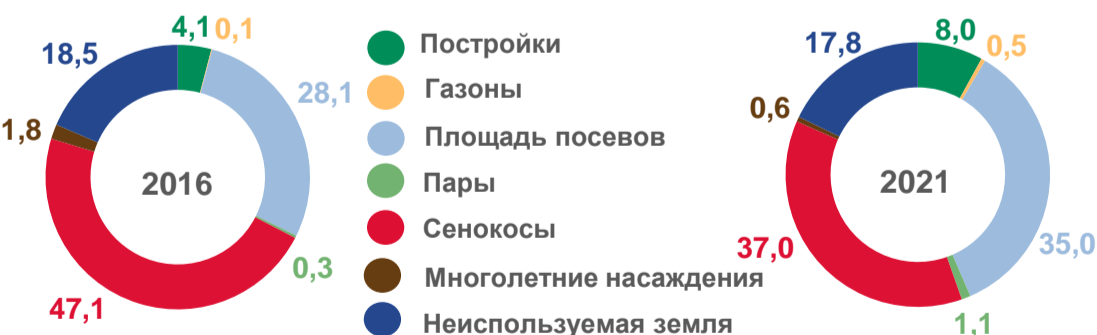 4,1
0,1
18,5
28,1
1,8
2016
0,3
47,1
Постройки
Газоны
Площадь посевов
Пары
Сенокосы
Многолетние насаждения
Неиспользуемая земля
8,0
0,5
17,8
0,6
2021
37,0
35,0
1,1